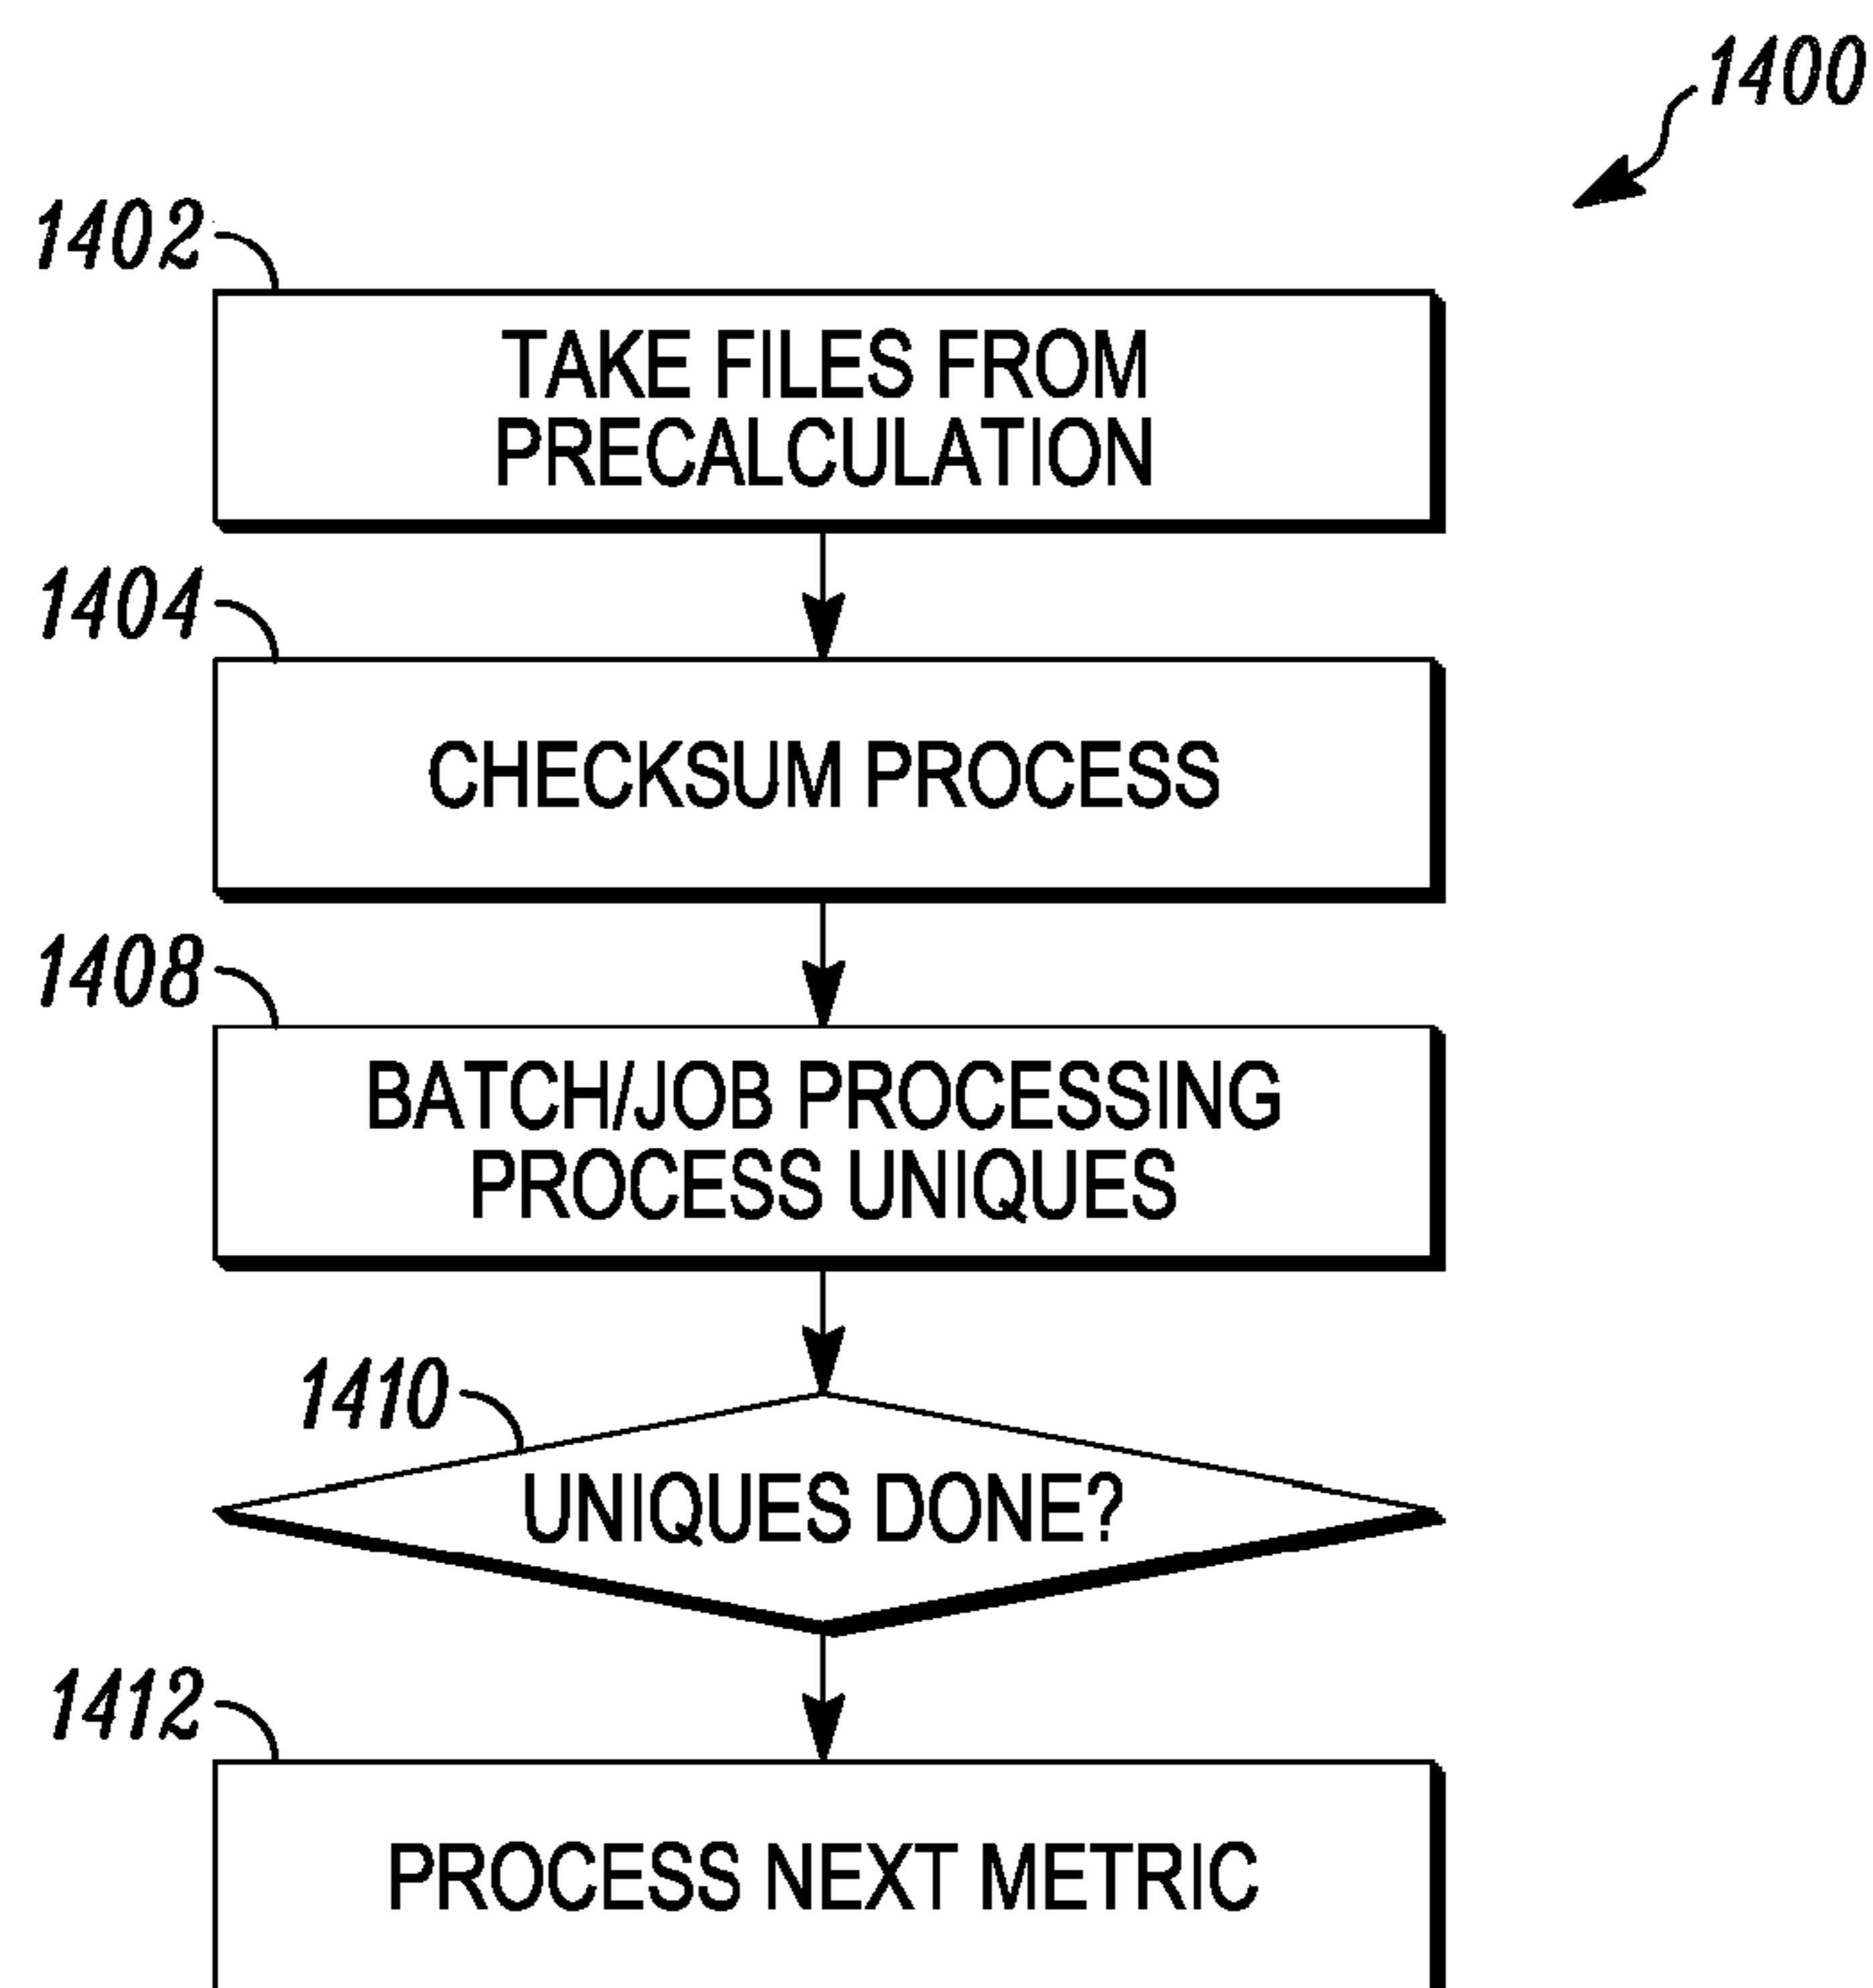 1400
1402
TAKE FILES FROM
PRECALCULATION
1404
CHECKSUM PROCESS
1408
BATCH/JOB PROCESSING
PROCESS UNIQUES
1410
UNIQUES DONE?
1412
PROCESS NEXT METRIC